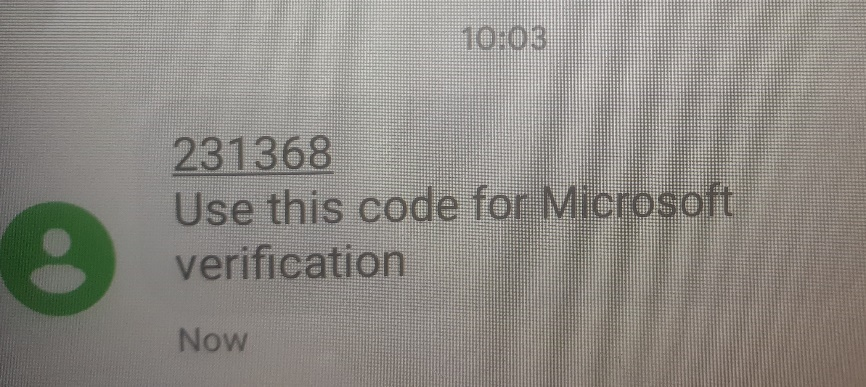 10:03
231368
Use this code for Microsoft
verification
Now